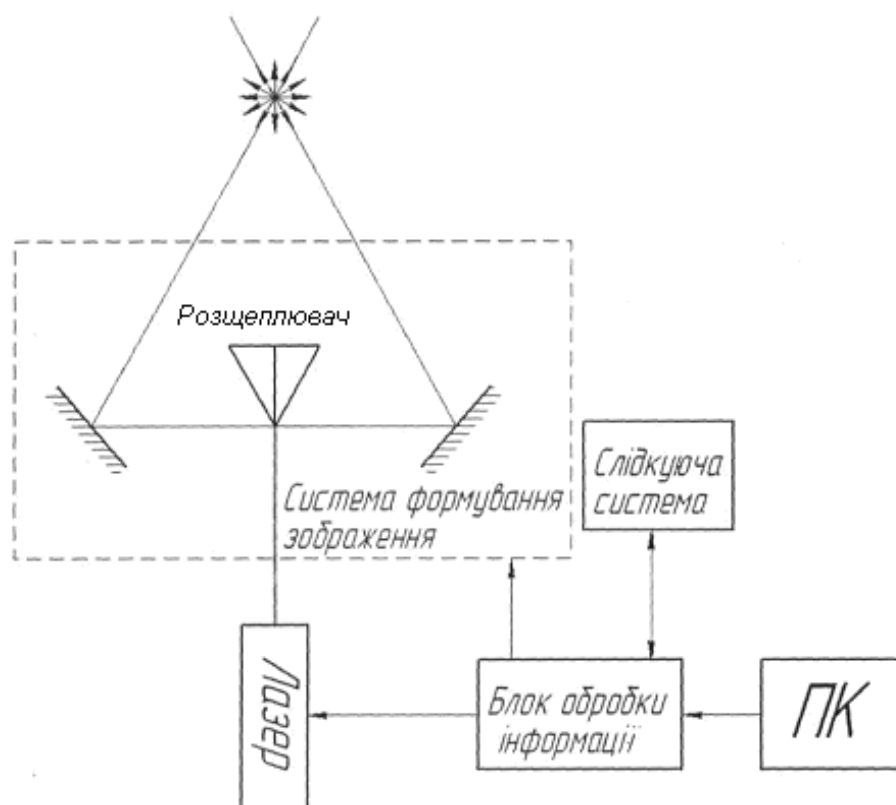 Розщеплювач
Система формування
зображення
Слідкуюча
система
Лазер
Блок обробки
інформації
ПК